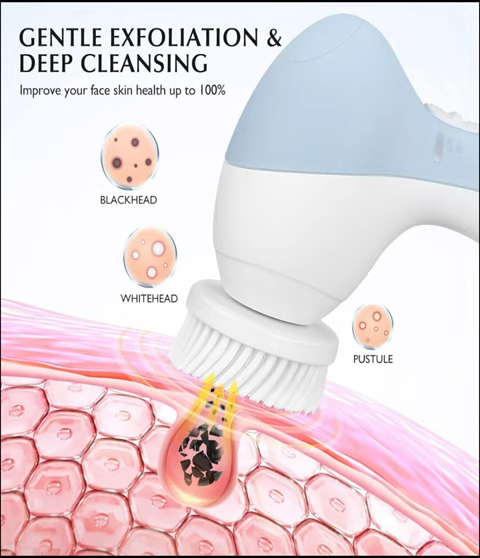 GENTLE EXFOLIATION &
DEEP CLEANSING
Improve your face skin health up to 100%
BLACKHEAD
WHITEHEAD
PUSTULE